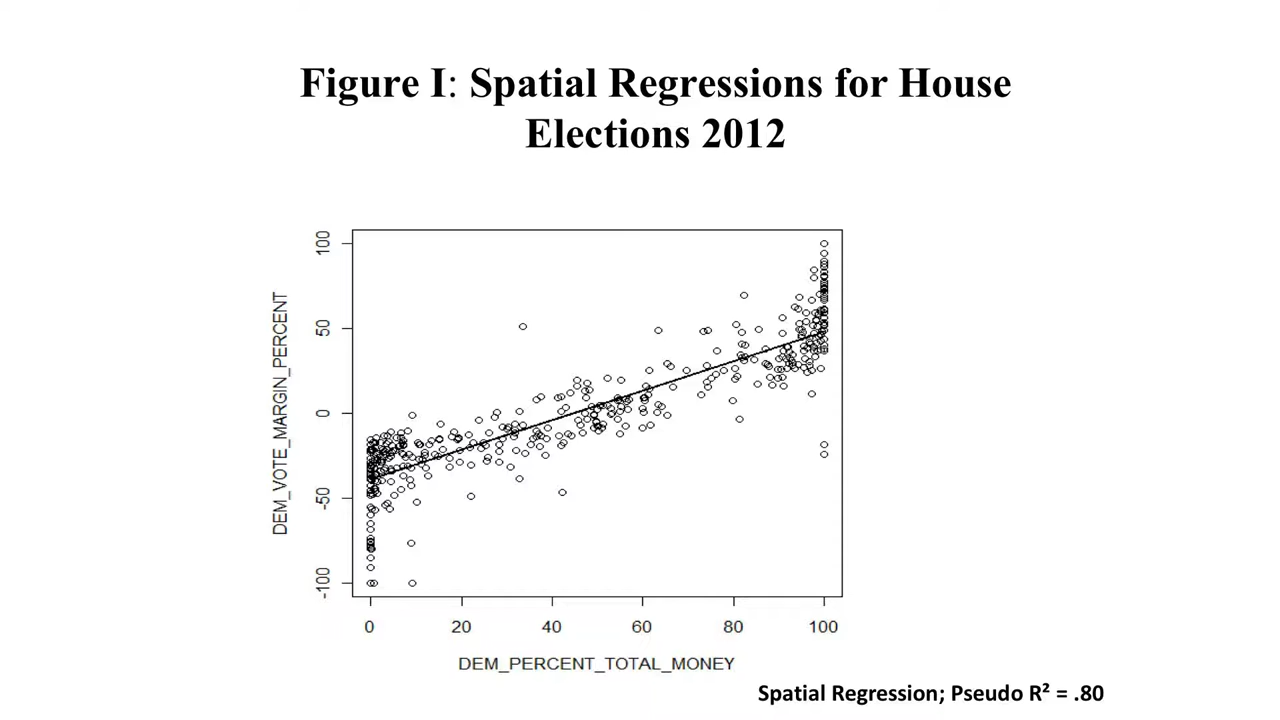 Figure I: Spatial Regressions for House
Elections 2012
DEM_VOTE_MARGIN_PERCENT
100
50
0
-50
-100
0 20 40 60 80 100
DEM_PERCENT_TOTAL_MONEY
Spatial Regression; Pseudo R² = .80